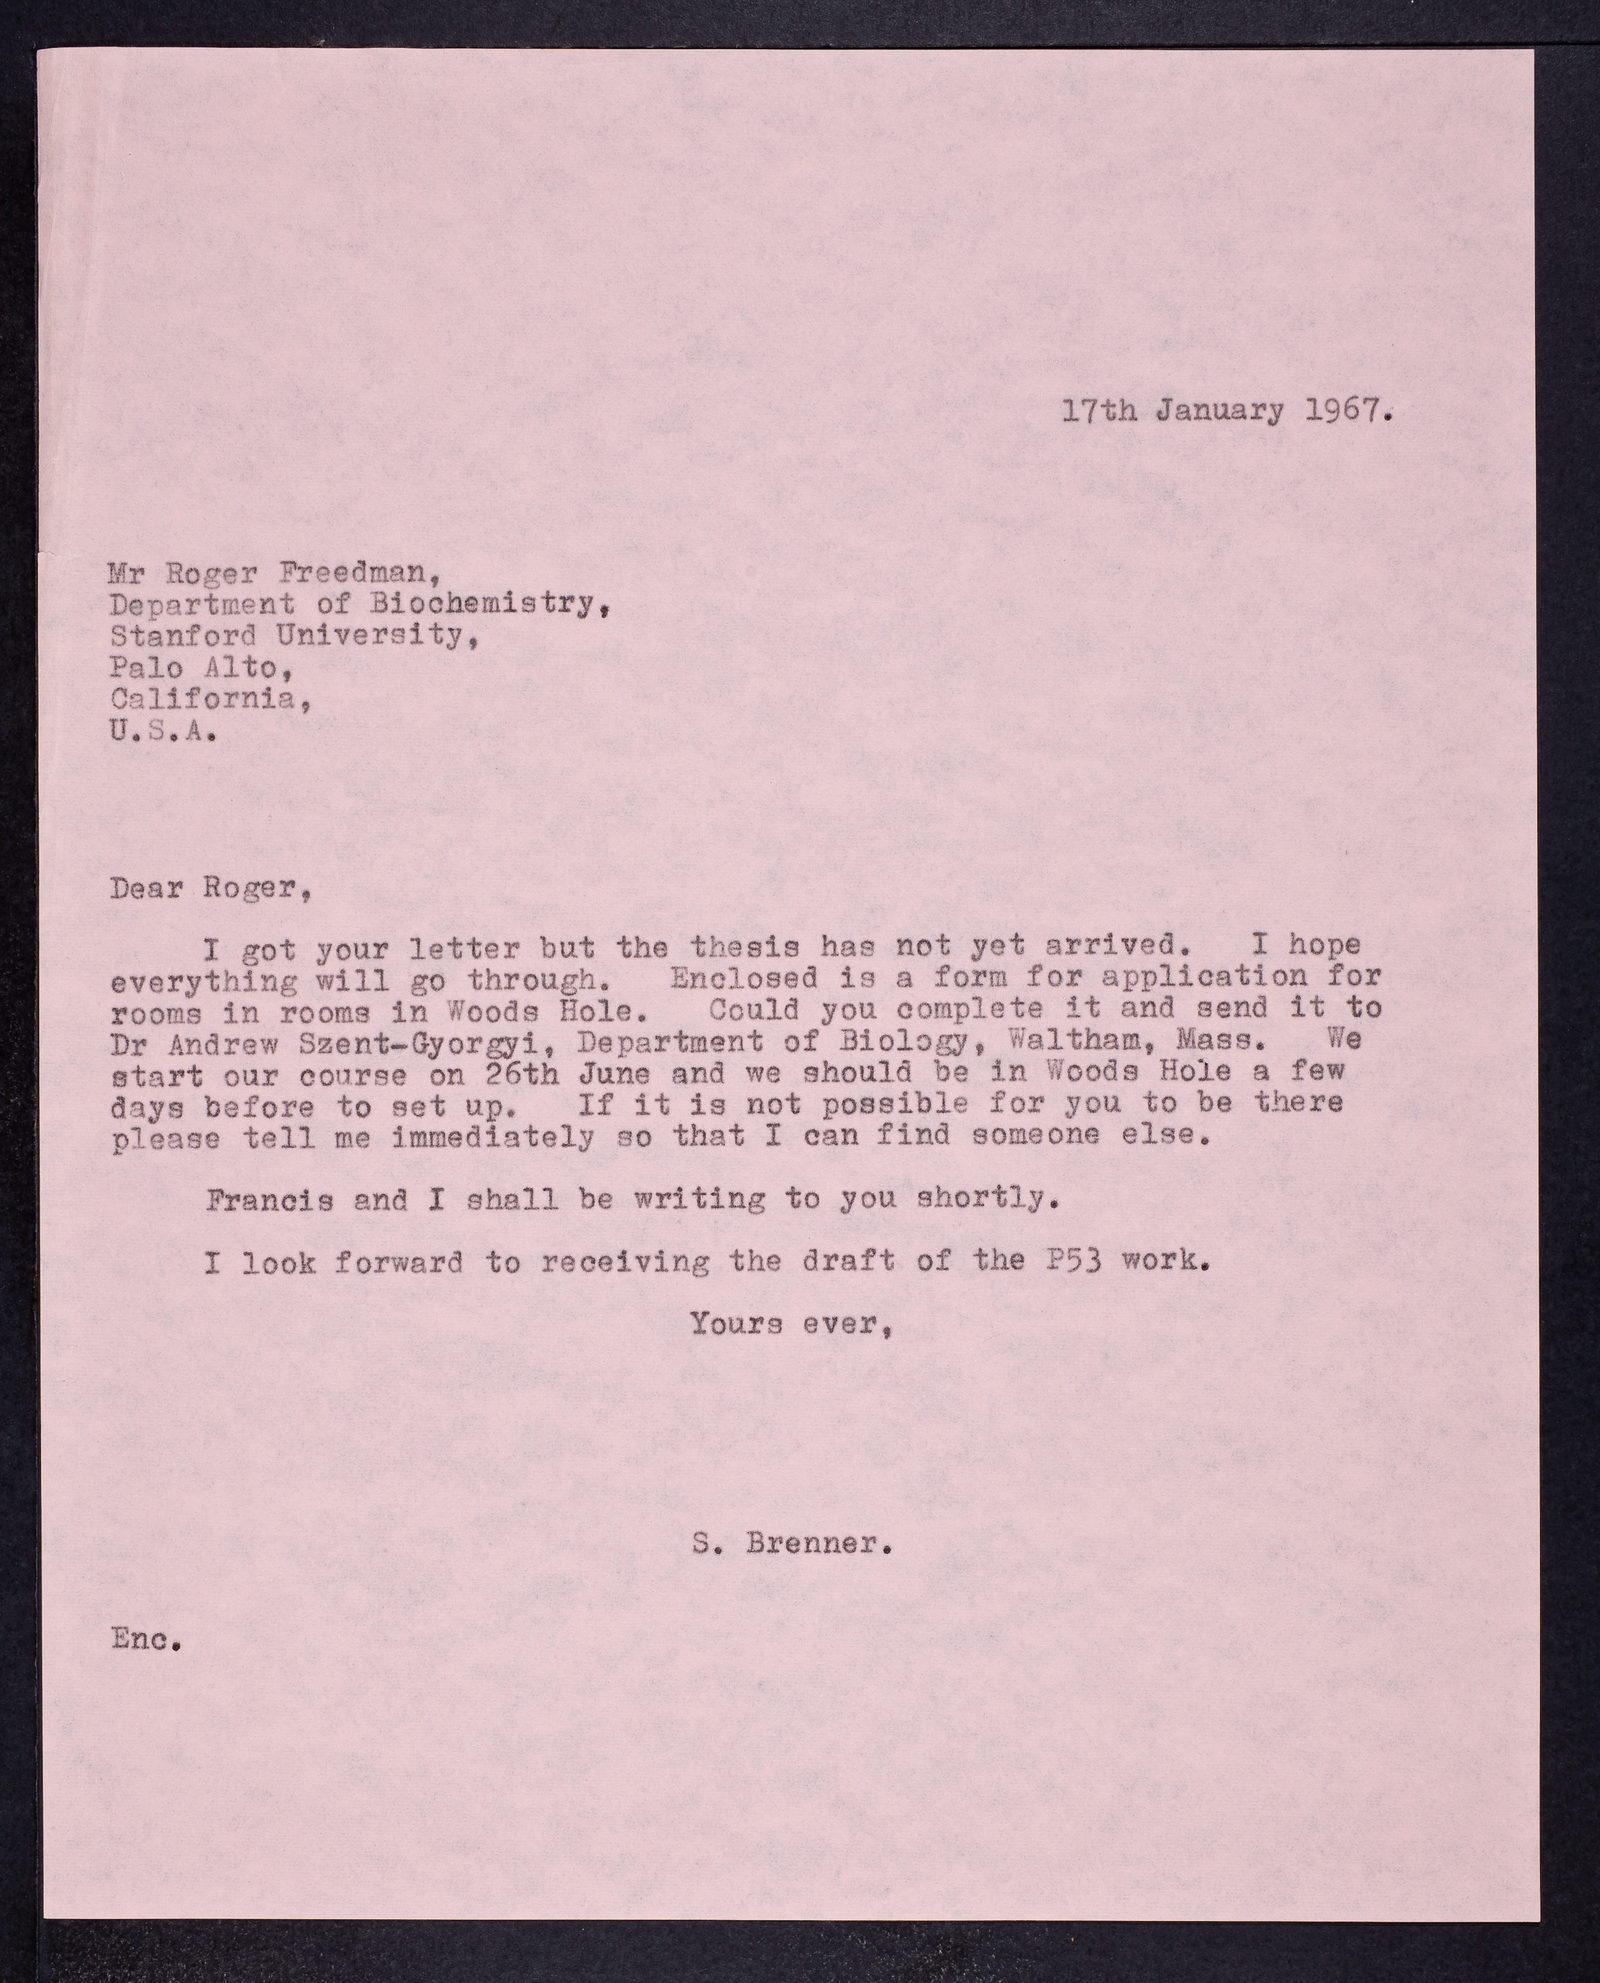 17th January 1967.
Mr Roger Freedman,
Department of Biochemistry,
Stanford University,
Palo Alto,
California,
U.S.A.
Dear Roger,
I got your letter but the thesis has not yet arrived. I hope
everything will go through. Enclosed is a form for application for
rooms in rooms in Woods Hole. Could you complete it and send it to
Dr Andrew Szent-Gyorgyi, Department of Biology, Waltham, Mass. We
start our course on 26th June and we should be in Woods Hole a few
days before to set up. If it is not possible for you to be there
please tell me immediately so that I can find someone else.
Francis and I shall be writing to you shortly.
I look forward to receiving the draft of the P53 work.
Yours ever,
S. Brenner.
Enc.